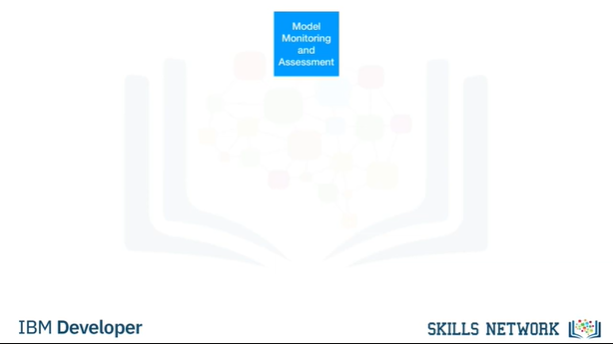 Model
Monitoring
and
Assessment
IBM Developer
SKILLS NETWORK